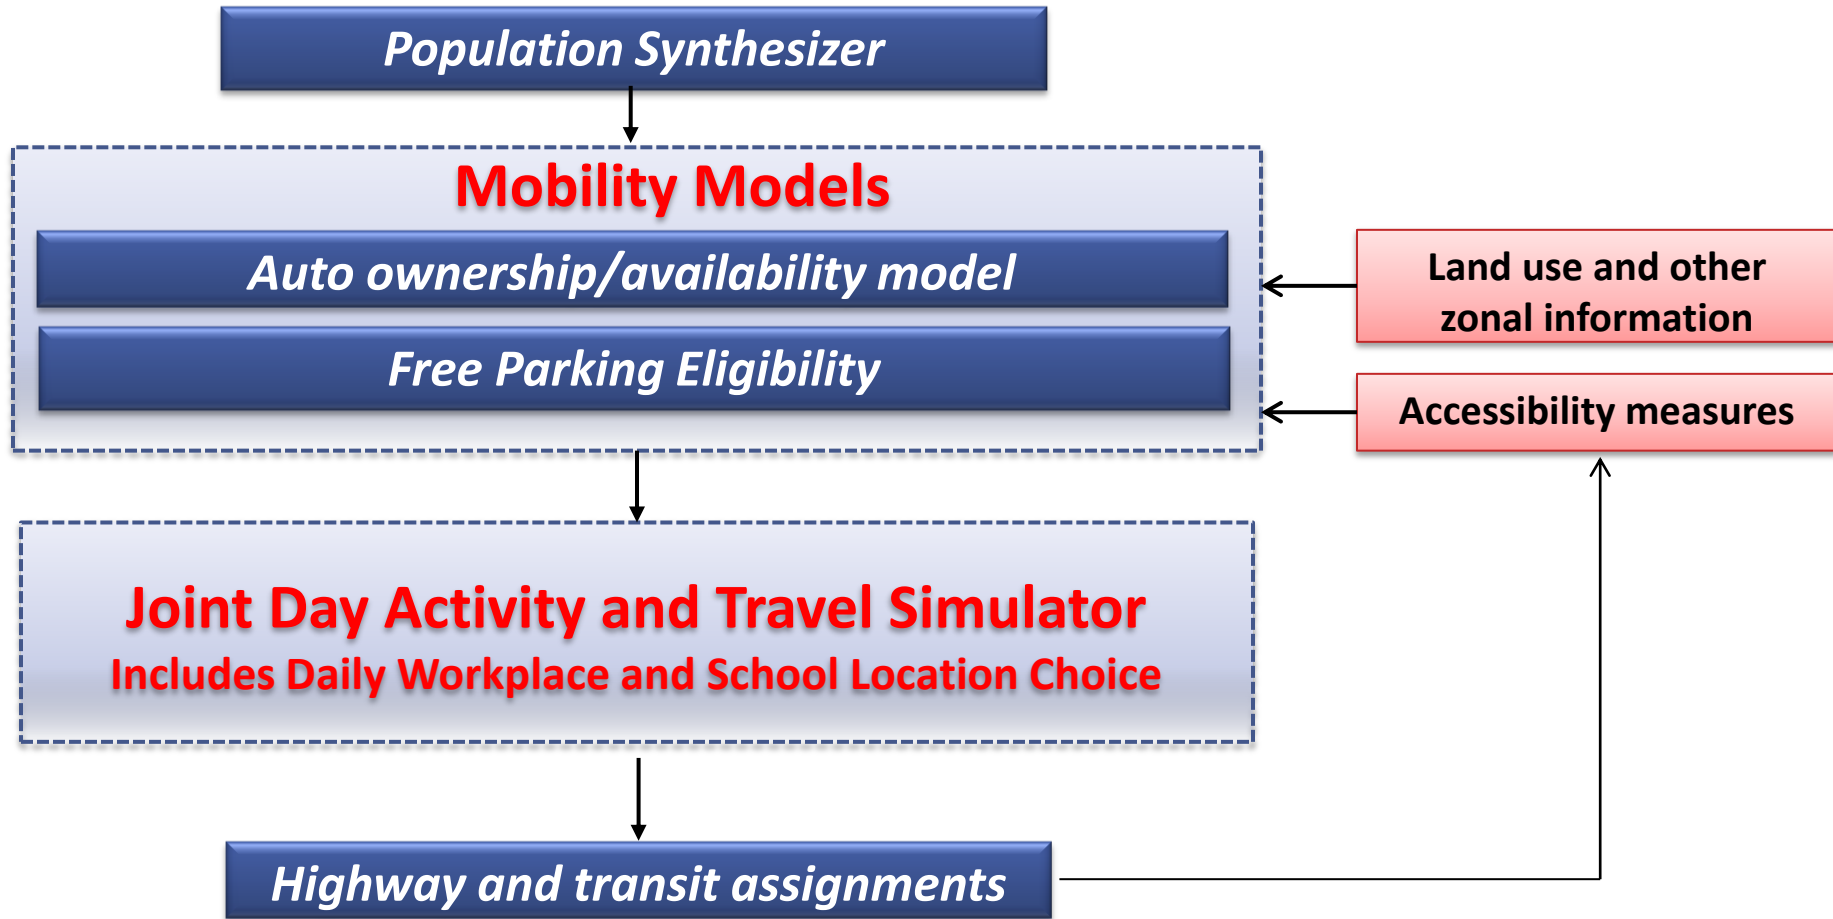 Population Synthesizer
Mobility Models
Auto ownership/availability model
Free Parking Eligibility
Land use and other
zonal information
Accessibility measures
Joint Day Activity and Travel Simulator
Includes Daily Workplace and School Location Choice
Highway and transit assignments